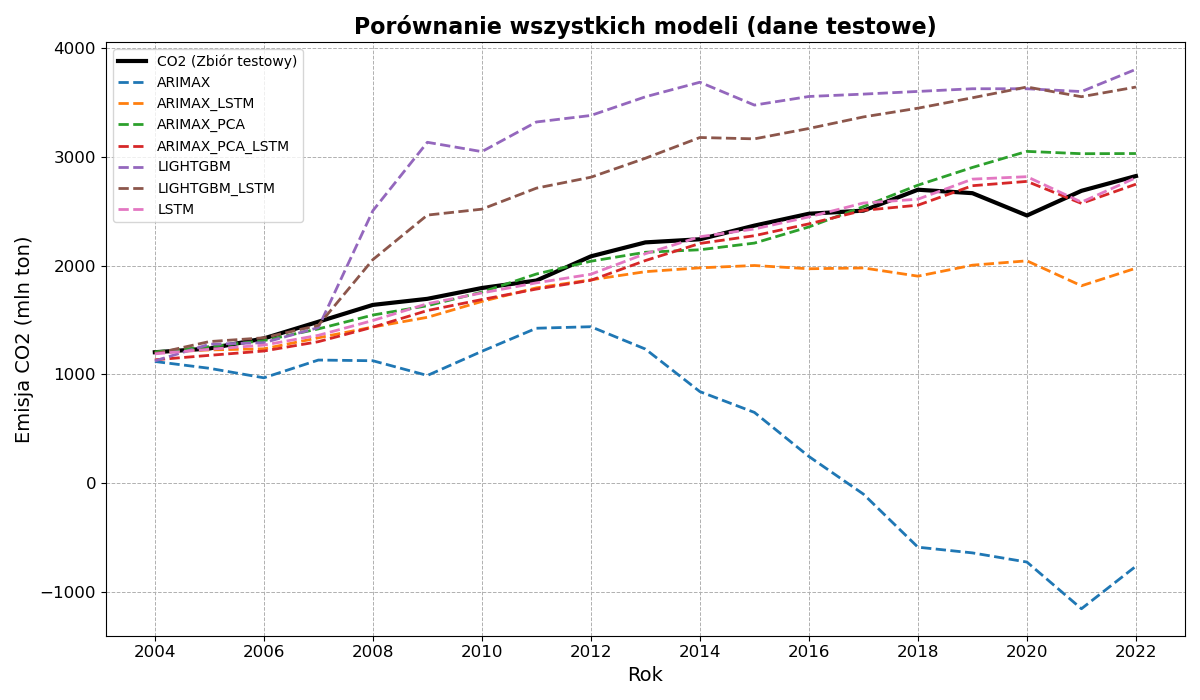 Porównanie wszystkich modeli (dane testowe)
CO2 (Zbiór testowy)
ARIMAX
ARIMAX_LSTM
ARIMAX_PCA
ARIMAX_PCA_LSTM
LIGHTGBM
LIGHTGBM_LSTM
LSTM
Emisja CO2 (mln ton)
4000
3000
2000
1000
0
−1000
2004 2006 2008 2010 2012 2014 2016 2018 2020 2022
Rok